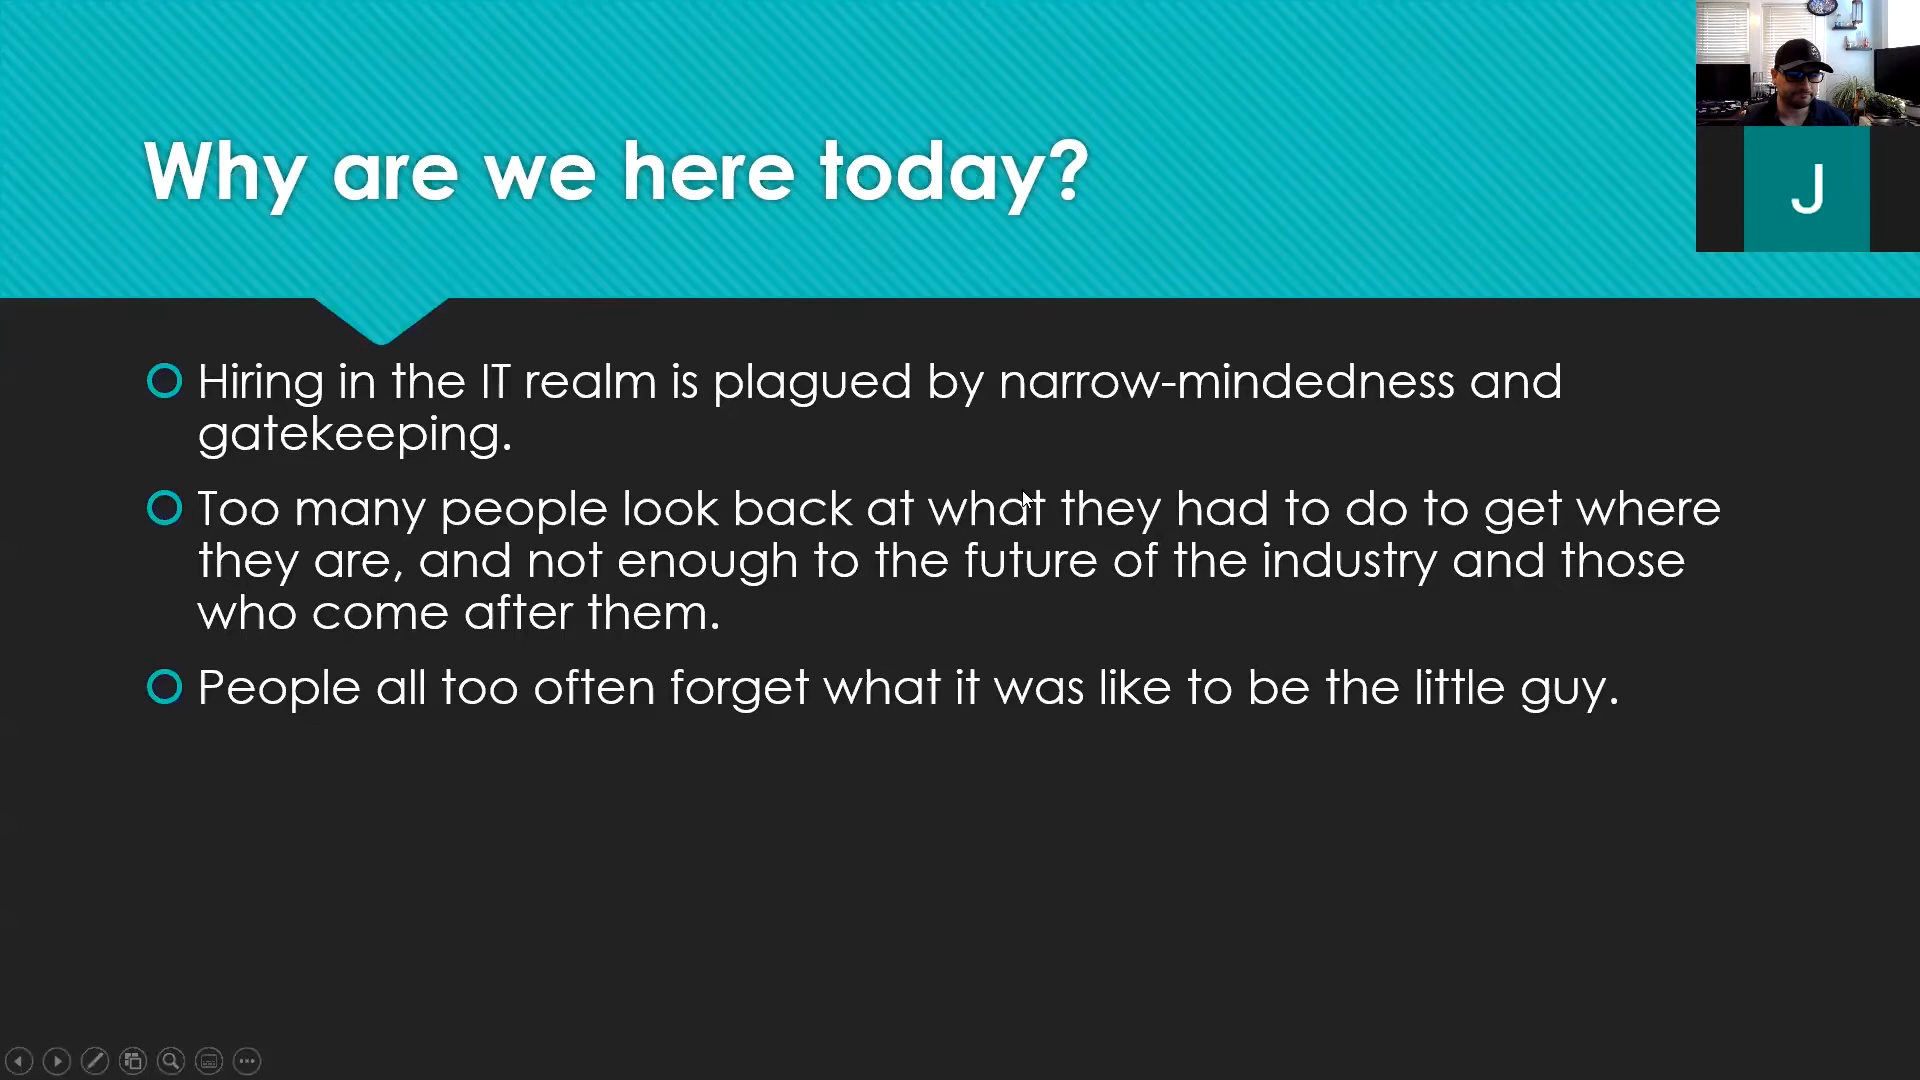 Why are we here today?
J
Hiring in the IT realm is plagued by narrow-mindedness and
gatekeeping.
Too many people look back at what they had to do to get where
they are, and not enough to the future of the industry and those
who come after them.
People all too often forget what it was like to be the little guy.